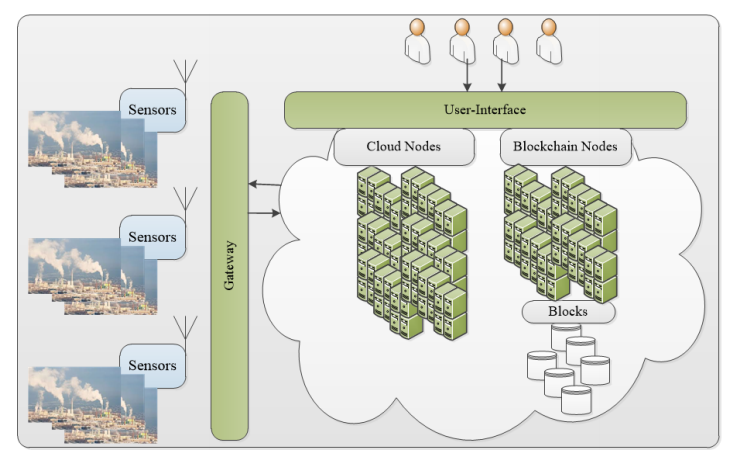 User-Interface
Cloud Nodes
Blockchain Nodes
Sensors
Sensors
Sensors
Gateway
Blocks